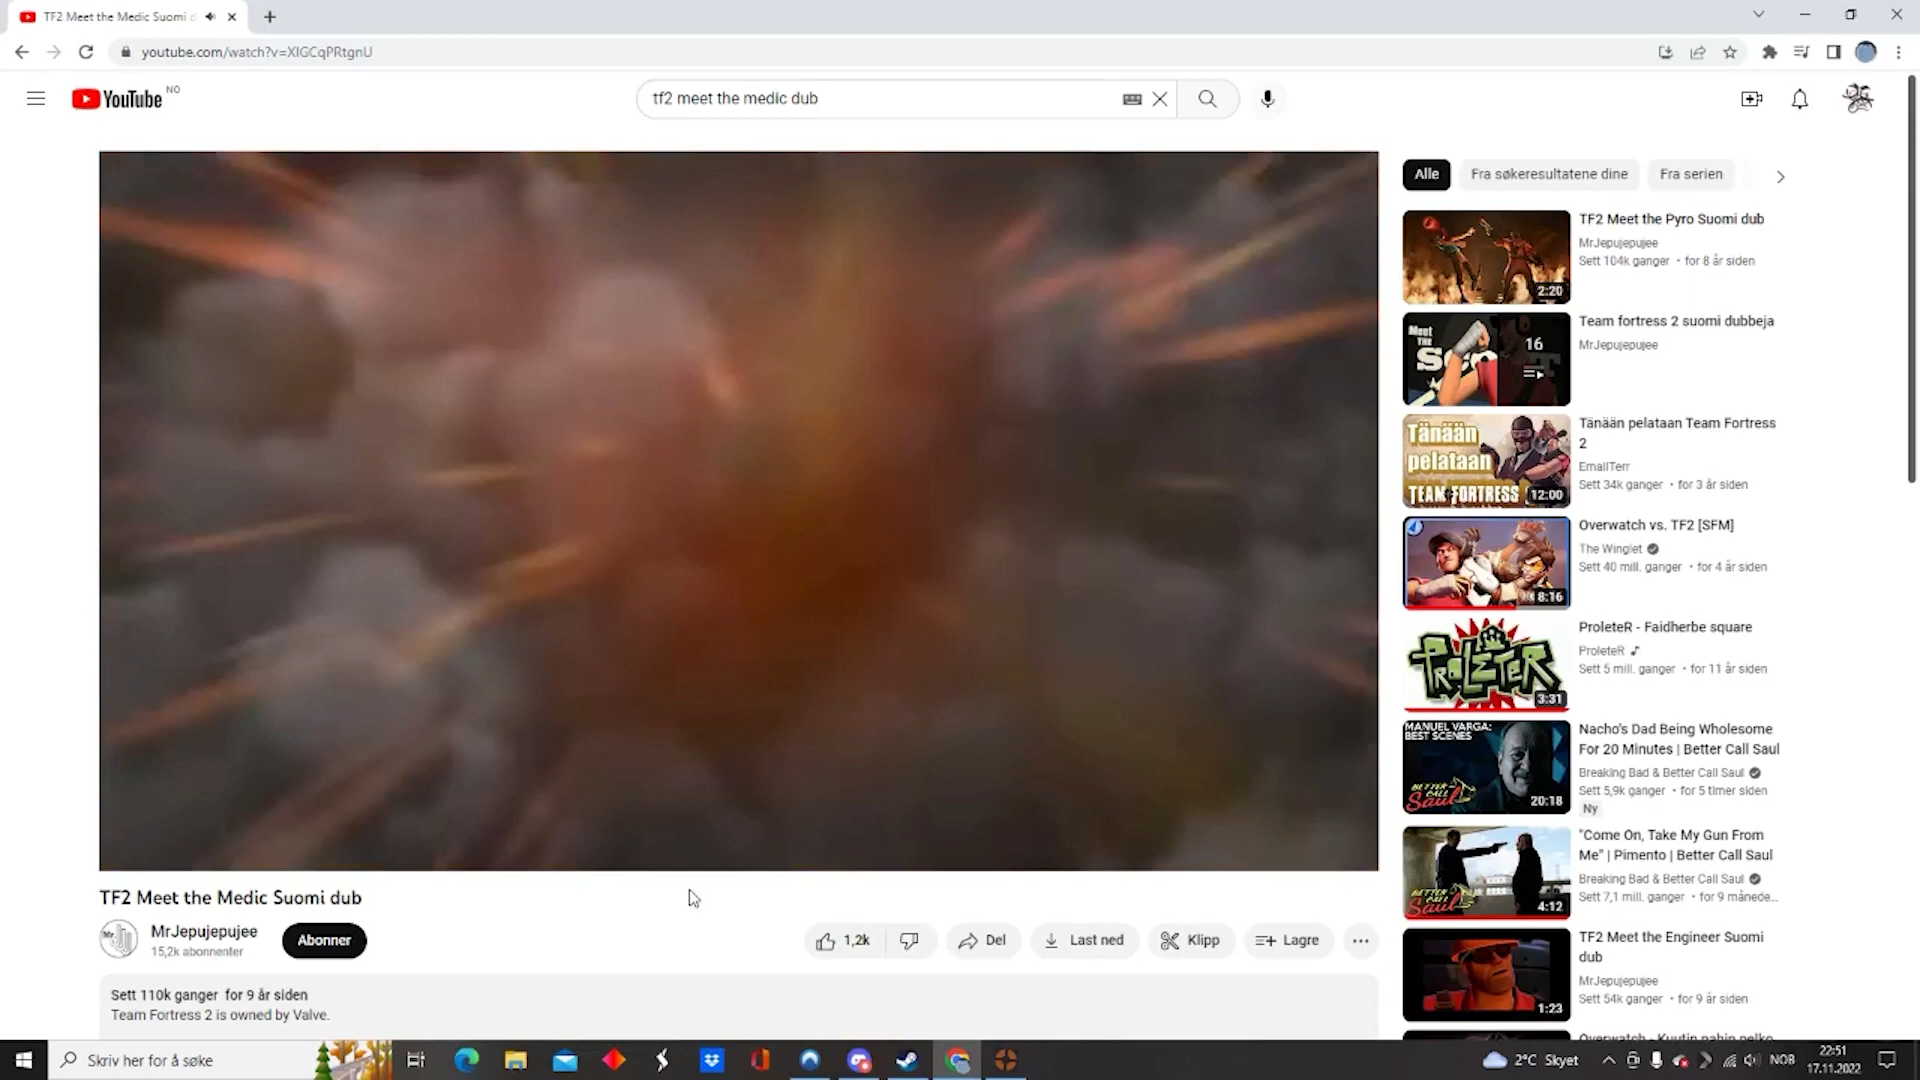 TF2 Meet the Medic Suomi d
youtube.com/watch?v=XIGCqPRtgnU
YouTube NO
tf2 meet the medic dub
Alle
Fra søkeresultatene dine
Fra serien
TF2 Meet the Pyro Suomi dub
MrJepujepujee
Sett 104k ganger • for 8 år siden
2:20
Team fortress 2 suomi dubbeja
MrJepujepujee
Meet
THE
16
Tänään pelataan Team Fortress
2
EmailTerr
Sett 34k ganger • for 3 år siden
Tänään
pelataan
TEAM FORTRESS
12:00
Overwatch vs. TF2 [SFM]
The Winglet
Sett 40 mill. ganger • for 4 år siden
8:16
ProleteR - Faidherbe square
ProleteR
Sett 5 mill. ganger • for 11 år siden
PROLETER
3:31
MANUEL VARGA:
BEST SCENES
BETTER
CALL
Saul
20:18
Nacho's Dad Being Wholesome
For 20 Minutes | Better Call Saul
Breaking Bad & Better Call Saul
Sett 5,9k ganger • for 5 timer siden
Ny
"Come On, Take My Gun From
Me" | Pimento | Better Call Saul
Breaking Bad & Better Call Saul
Sett 7,1 mill. ganger • for 9 månede...
BETTER
CALL
Saul
4:12
TF2 Meet the Engineer Suomi
dub
MrJepujepujee
Sett 54k ganger • for 9 år siden
1:23
TF2 Meet the Medic Suomi dub
MrJepujepujee
15,2k abonnenter
Abonner
1,2k
Del
Last ned
Klipp
Lagre
Sett 110k ganger for 9 år siden
Team Fortress 2 is owned by Valve.
Skriv her for å søke
2°C Skyet
NOB
22:51
17.11.2022